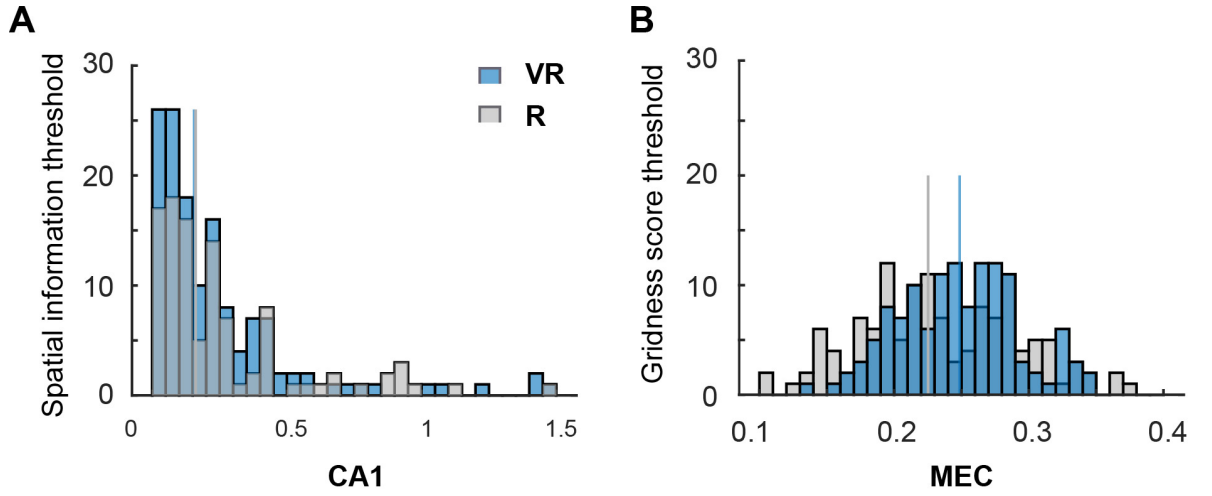 A
Spatial information threshold
30
20
10
0
0 0.5 1 1.5
CA1
VR
R
B
Gridness score threshold
30
20
10
0
0.1 0.2 0.3 0.4
MEC